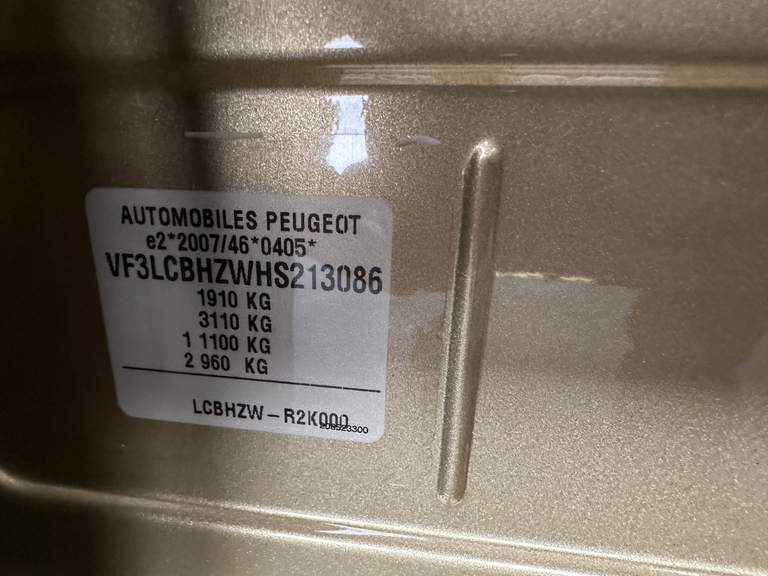 AUTOMOBILES PEUGEOT
e2*2007/46*0405*
VF3LCBHZWHS213086
1910 KG
3110 KG
1 1100 KG
2 960 KG
LCBHZW-R2K000